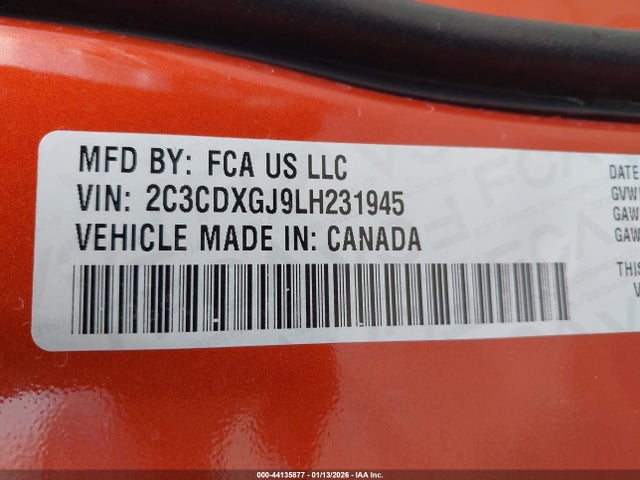 MFD BY: FCA US LLC
VIN: 2C3CDXGJ9LH231945
VEHICLE MADE IN: CANADA
DATE
GVW
GAW
GAW
THIS
V
000-44135877 - 01/13/2026 - IAA Inc.